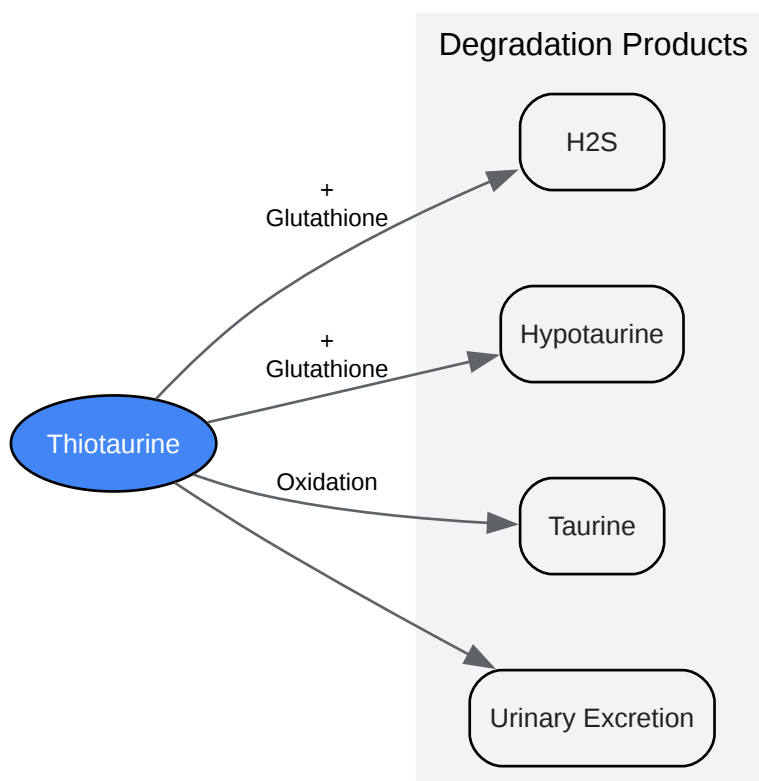 Degradation Products
H2S
+
Glutathione
Hypotaurine
+
Glutathione
Thiotaurine
Oxidation
Taurine
Urinary Excretion